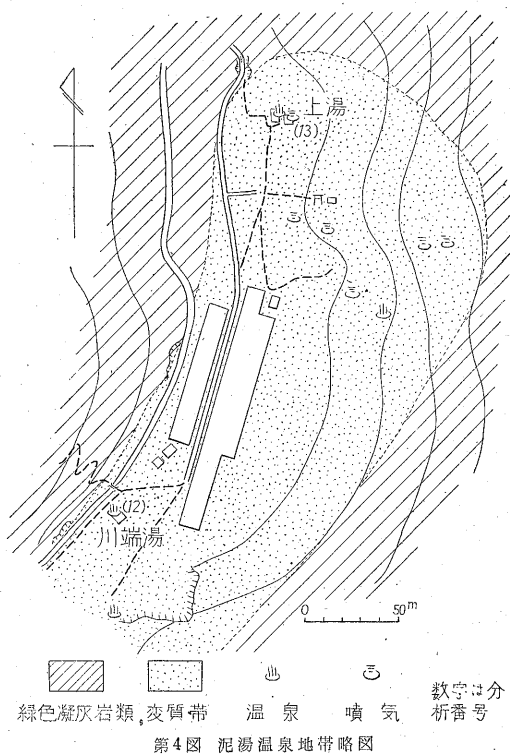 上湯
(13)
(12)
川端湯
0 50m
緑色凝灰岩類, 変質帯 温泉 噴気 数字は分
析番号
第4図 泥湯温泉地帯略図